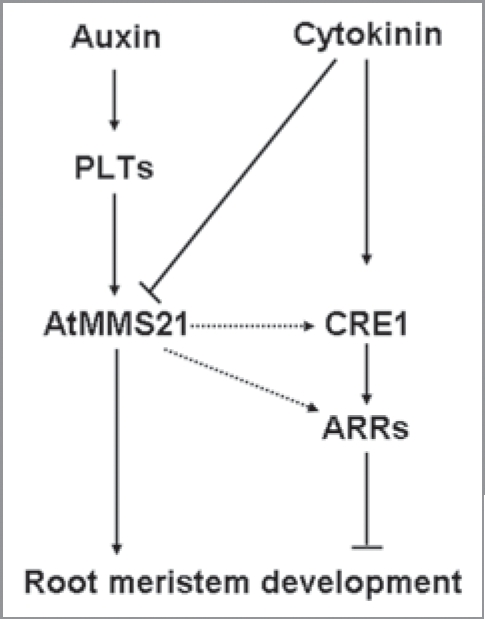 Auxin
Cytokinin
PLTs
AtMMS21
CRE1
ARRs
Root meristem development